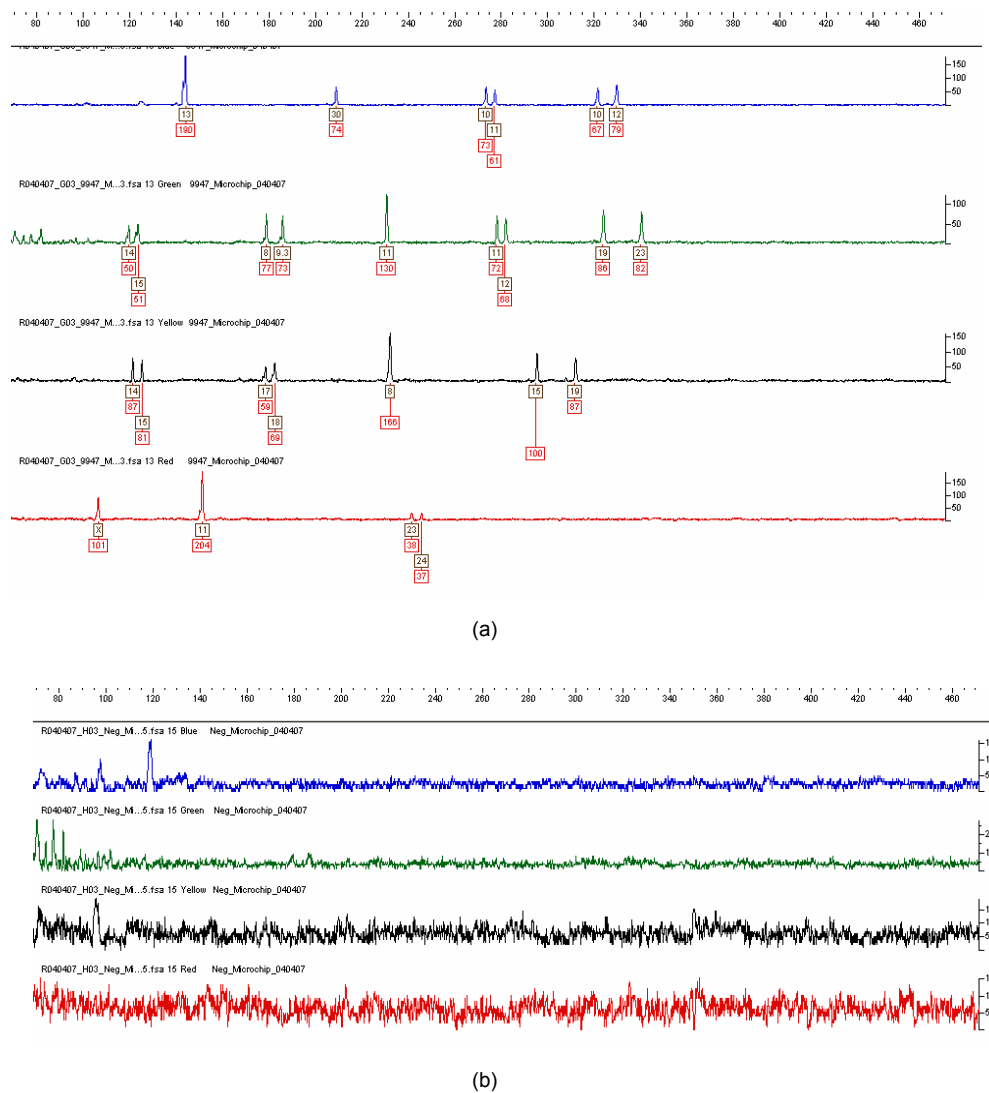 80 100 120 140 160 180 200 220 240 260 280 300 320 340 360 380 400 420 440 460
150
100
50
13 30 10 10 12
190 74 11 67 79
73
61
R040407_G03_9947_M...3.fsa 13 Green 9947_Microchip_040407
100
50
14 8 9.3 11 11 19 23
50 77 73 130 72 86 82
15 12
51 68
R040407_G03_9947_M...3.fsa 13 Yellow 9947_Microchip_040407
150
100
50
14 17 8 15 19
87 59 166 87
15 18
81 69
100
R040407_G03_9947_M...3.fsa 13 Red 9947_Microchip_040407
150
100
50
X 11 23
101 204 38
24
37
(a)
80 100 120 140 160 180 200 220 240 260 280 300 320 340 360 380 400 420 440 460
R040407_H03_Neg_Mi...5.fsa 15 Blue Neg_Microchip_040407
R040407_H03_Neg_Mi...5.fsa 15 Green Neg_Microchip_040407
R040407_H03_Neg_Mi...5.fsa 15 Yellow Neg_Microchip_040407
R040407_H03_Neg_Mi...5.fsa 15 Red Neg_Microchip_040407
(b)